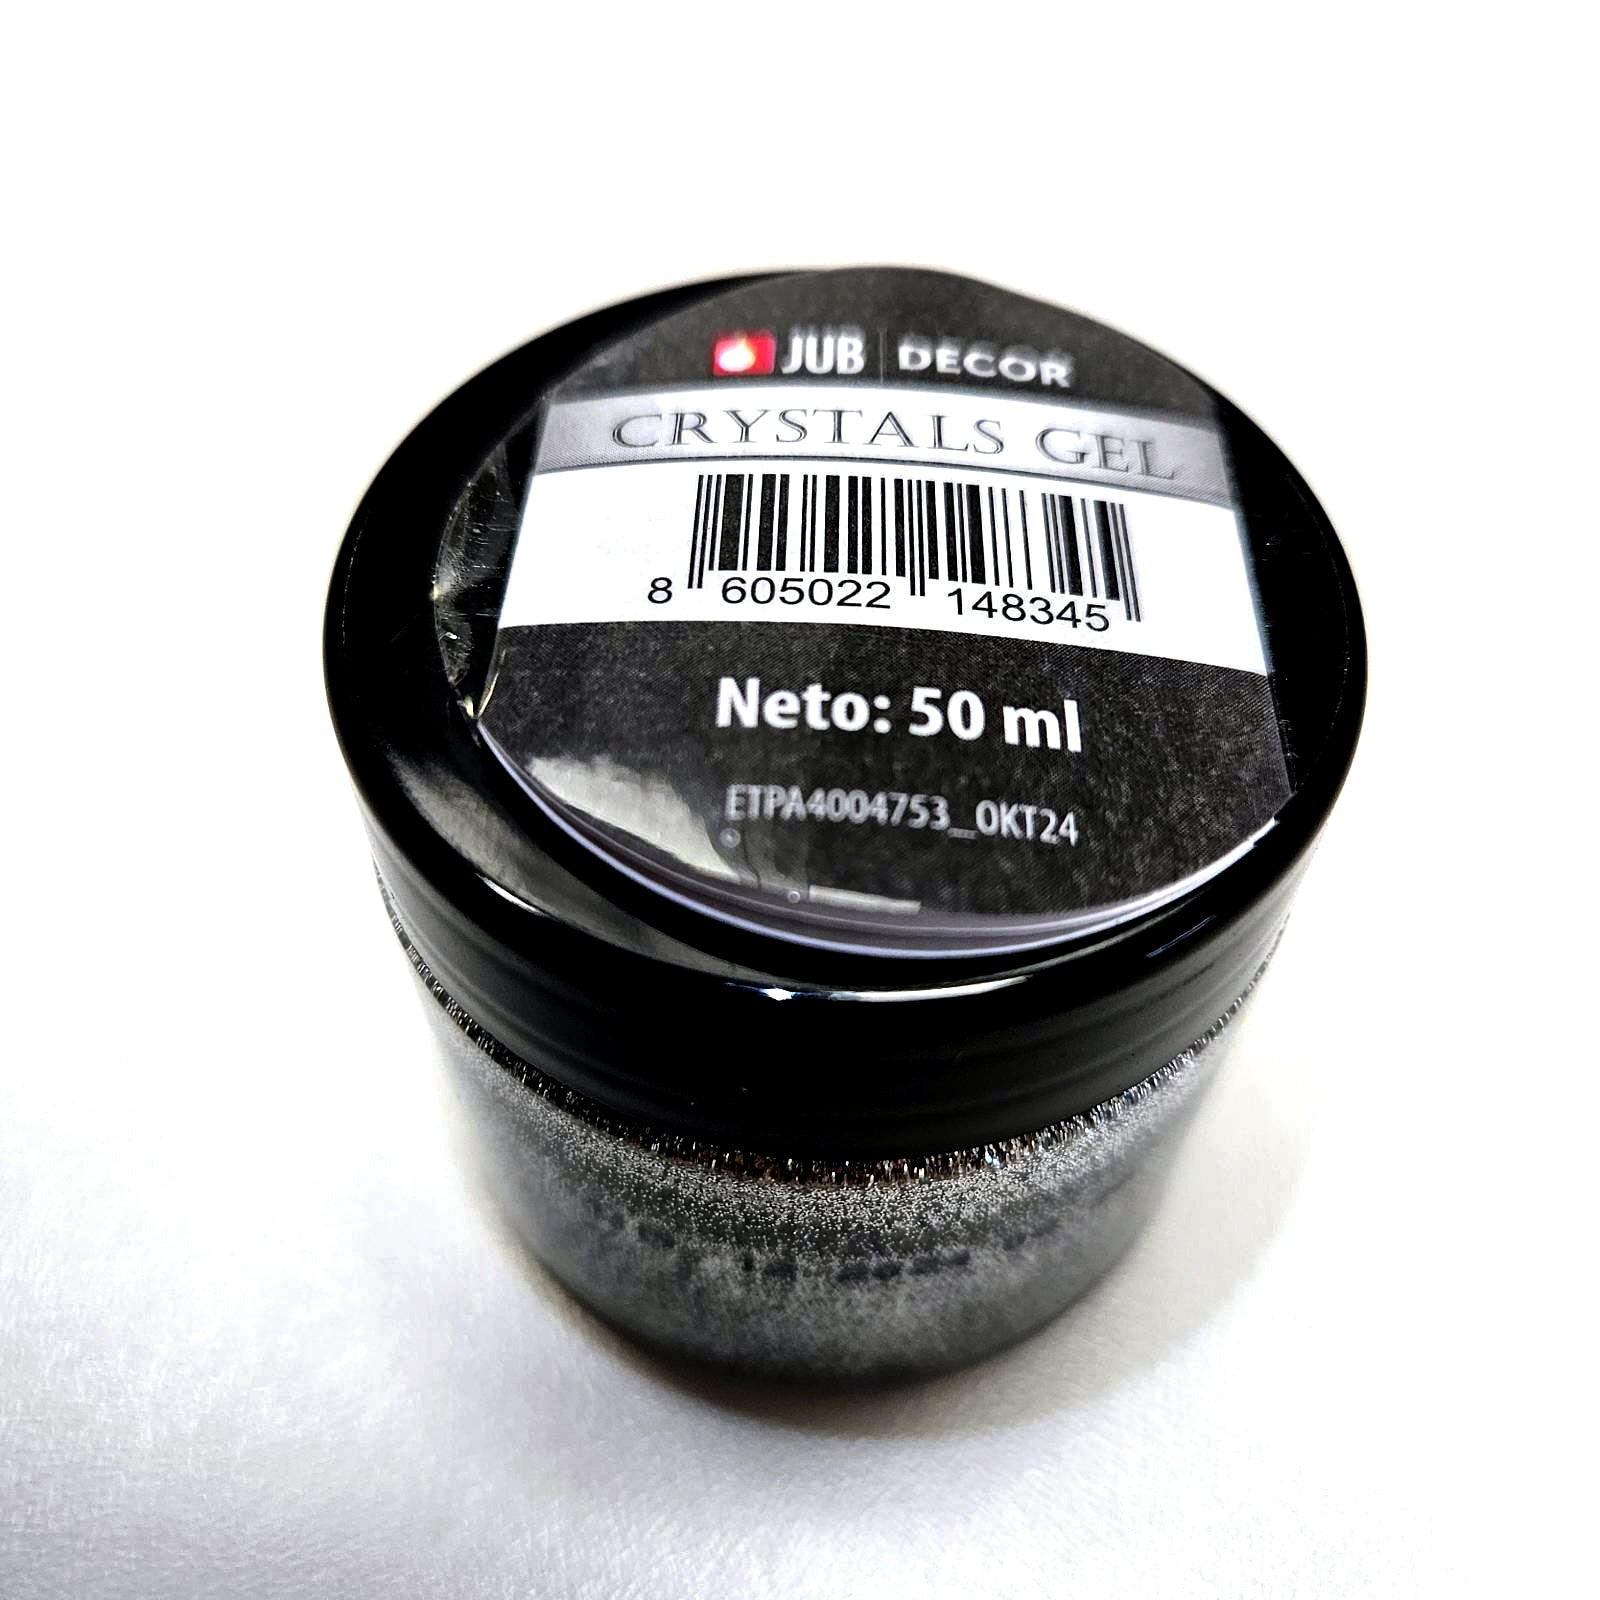 JUB DECOR
CRYSTALS GEL
8 605022 148345
Neto: 50 ml
ETPA4004753_OKT24